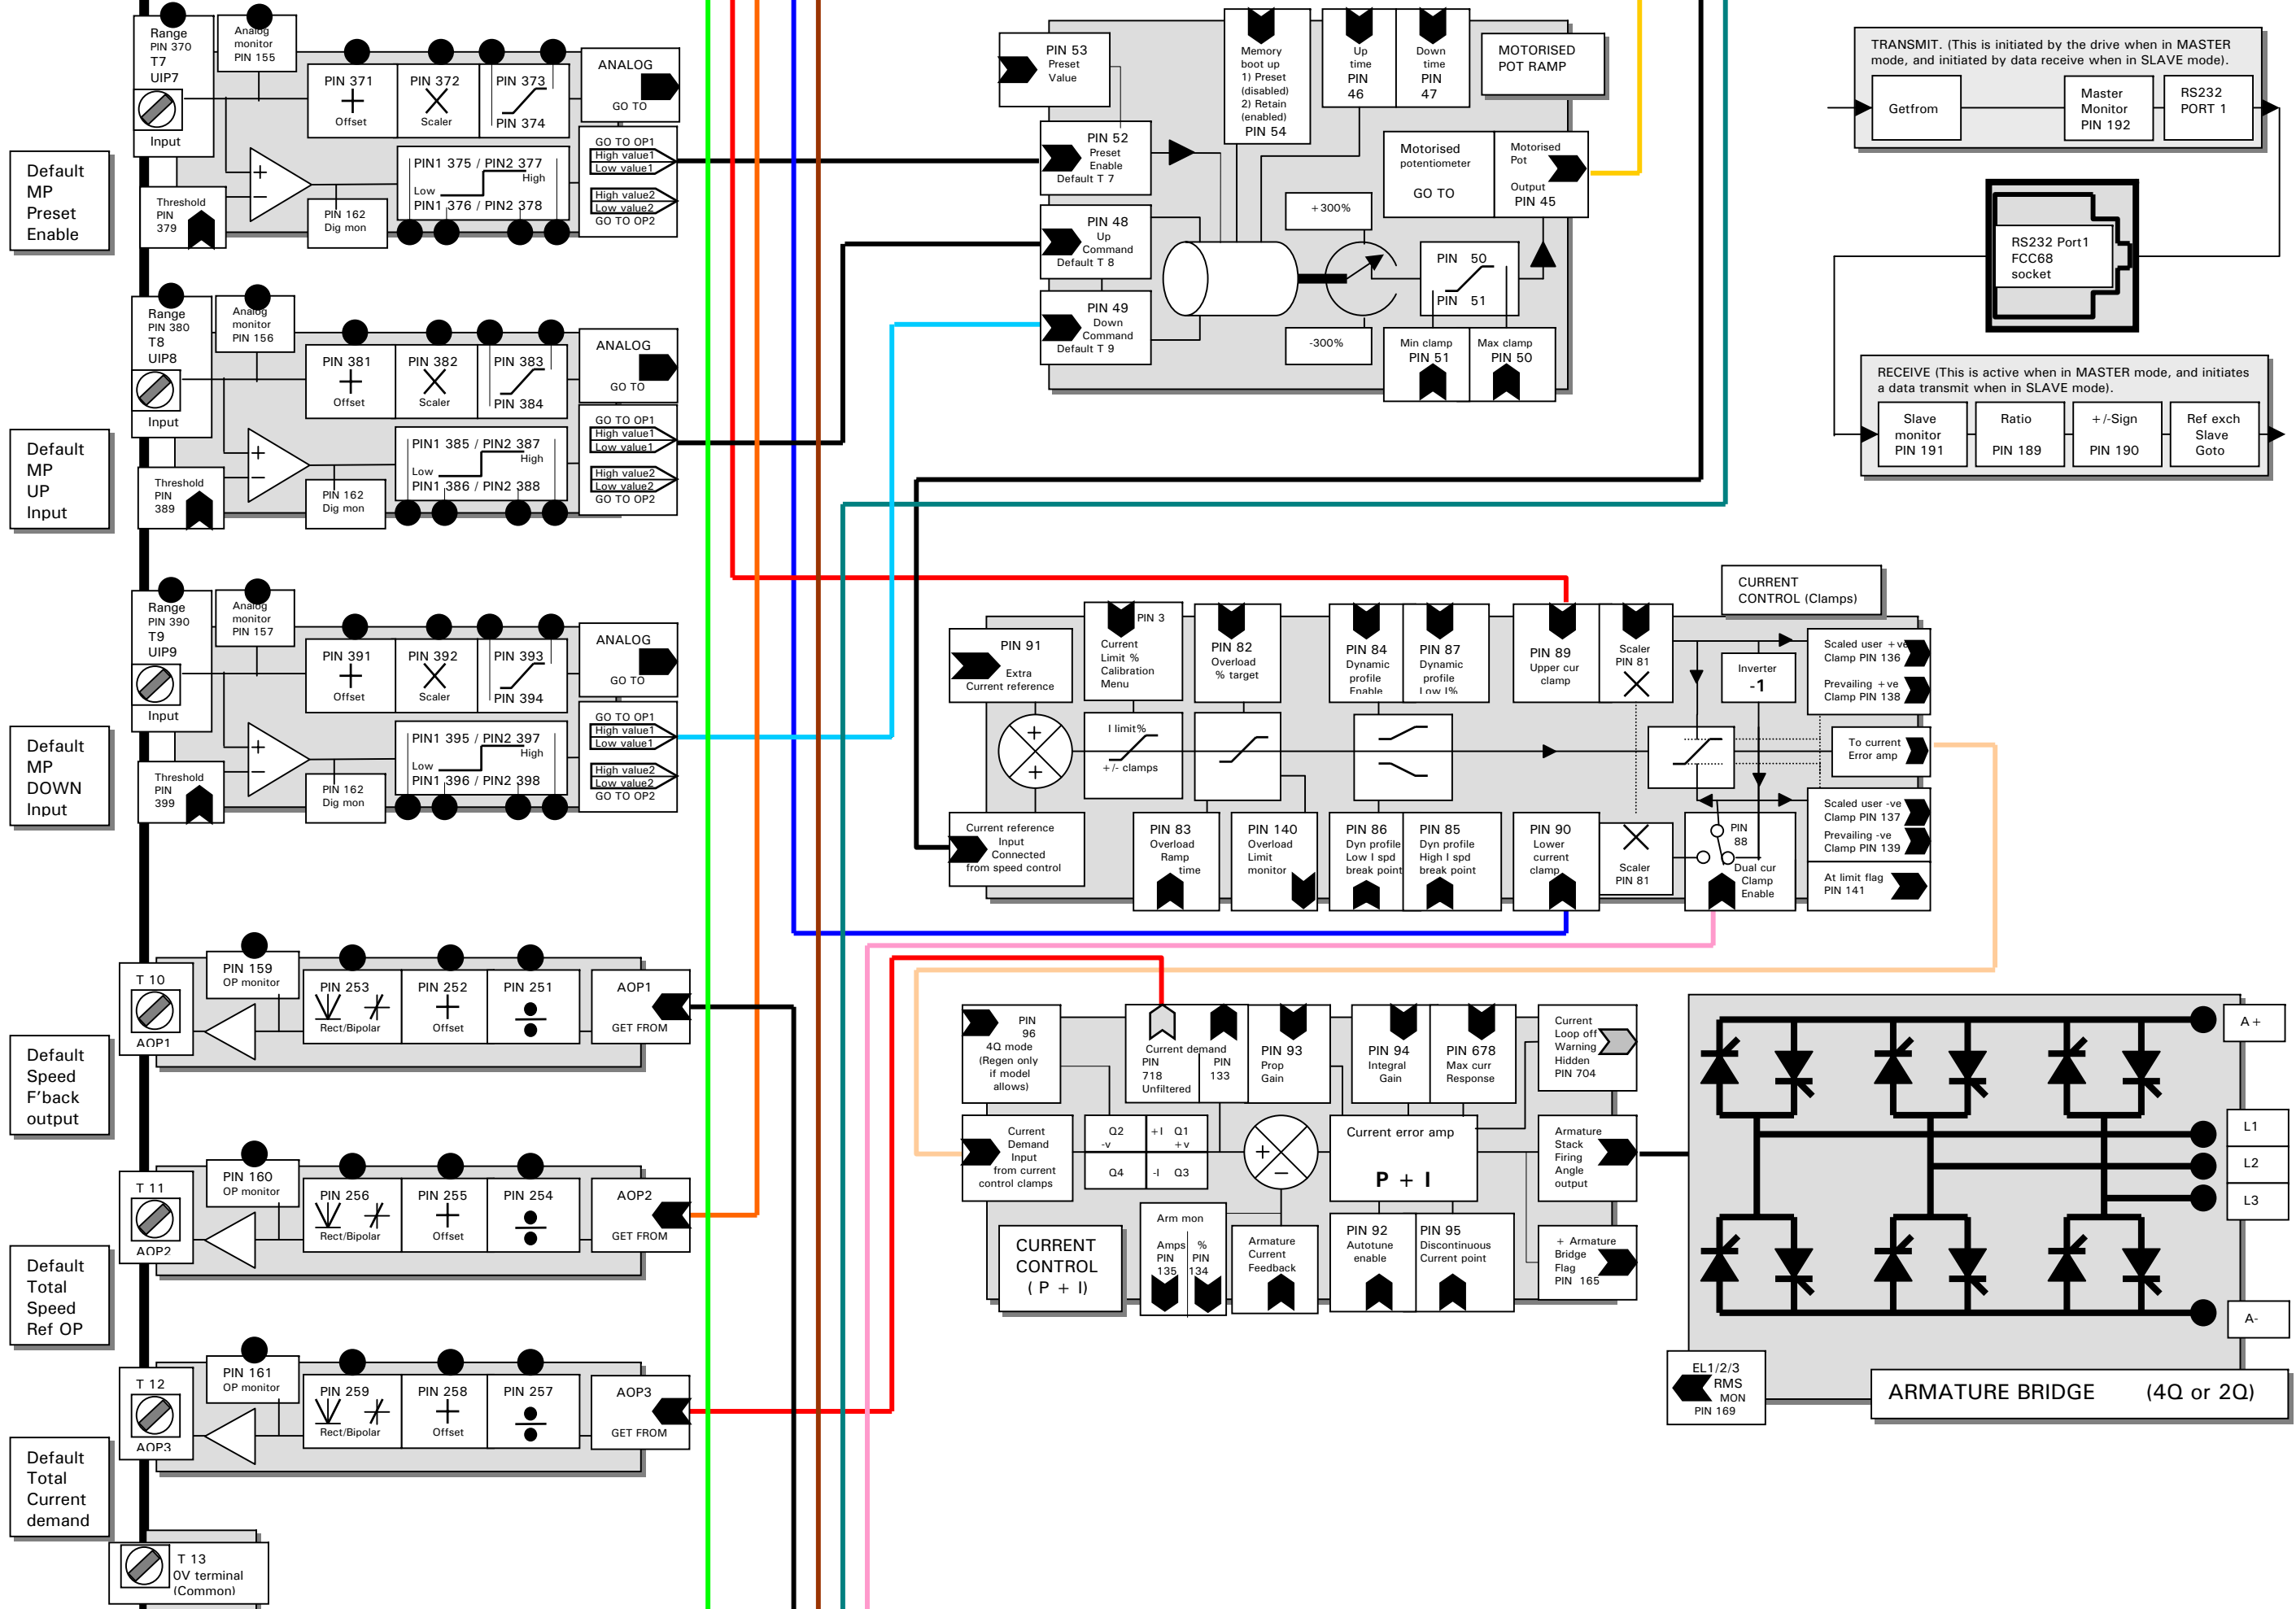 Default
MP
Preset
Enable
Range
PIN 370
T7
UIP7
Input
Analog
monitor
PIN 155
PIN 371
Offset
PIN 372
Scaler
PIN 373
PIN 374
ANALOG
GO TO
Threshold
PIN
379
+
−
PIN 162
Dig mon
PIN1 375 / PIN2 377
High
Low
PIN1 376 / PIN2 378
GO TO OP1
High value1
Low value1
High value2
Low value2
GO TO OP2
Default
MP
UP
Input
Range
PIN 380
T8
UIP8
Input
Analog
monitor
PIN 156
PIN 381
Offset
PIN 382
Scaler
PIN 383
PIN 384
ANALOG
GO TO
Threshold
PIN
389
+
−
PIN 162
Dig mon
PIN1 385 / PIN2 387
High
Low
PIN1 386 / PIN2 388
GO TO OP1
High value1
Low value1
High value2
Low value2
GO TO OP2
Default
MP
DOWN
Input
Range
PIN 390
T9
UIP9
Input
Analog
monitor
PIN 157
PIN 391
Offset
PIN 392
Scaler
PIN 393
PIN 394
ANALOG
GO TO
Threshold
PIN
399
+
−
PIN 162
Dig mon
PIN1 395 / PIN2 397
High
Low
PIN1 396 / PIN2 398
GO TO OP1
High value1
Low value1
High value2
Low value2
GO TO OP2
Default
Speed
F'back
output
T 10
AOP1
PIN 159
OP monitor
PIN 253
Rect/Bipolar
PIN 252
Offset
PIN 251
AOP1
GET FROM
Default
Total
Speed
Ref OP
T 11
AOP2
PIN 160
OP monitor
PIN 256
Rect/Bipolar
PIN 255
Offset
PIN 254
AOP2
GET FROM
Default
Total
Current
demand
T 12
AOP3
PIN 161
OP monitor
PIN 259
Rect/Bipolar
PIN 258
Offset
PIN 257
AOP3
GET FROM
T 13
0V terminal
(Common)
PIN 53
Preset
Value
Memory
boot up
1) Preset
(disabled)
2) Retain
(enabled)
PIN 54
Up
time
PIN
46
Down
time
PIN
47
MOTORISED
POT RAMP
PIN 52
Preset
Enable
Default T 7
PIN 48
Up
Command
Default T 8
PIN 49
Down
Command
Default T 9
+300%
-300%
Motorised
potentiometer
GO TO
Motorised
Pot
Output
PIN 45
PIN 50
PIN 51
Min clamp
PIN 51
Max clamp
PIN 50
TRANSMIT. (This is initiated by the drive when in MASTER
mode, and initiated by data receive when in SLAVE mode).
Getfrom
Master
Monitor
PIN 192
RS232
PORT 1
RS232 Port1
FCC68
socket
RECEIVE (This is active when in MASTER mode, and initiates
a data transmit when in SLAVE mode).
Slave
monitor
PIN 191
Ratio
PIN 189
+/-Sign
PIN 190
Ref exch
Slave
Goto
CURRENT
CONTROL (Clamps)
PIN 91
Extra
Current reference
PIN 3
Current
Limit %
Calibration
Menu
PIN 82
Overload
% target
PIN 84
Dynamic
profile
Enable
PIN 87
Dynamic
profile
Low I%
PIN 89
Upper cur
clamp
Scaler
PIN 81
Inverter
-1
Scaled user +ve
Clamp PIN 136
Prevailing +ve
Clamp PIN 138
+
+
I limit%
+/- clamps
To current
Error amp
Current reference
Input
Connected
from speed control
PIN 83
Overload
Ramp
time
PIN 140
Overload
Limit
monitor
PIN 86
Dyn profile
Low I spd
break point
PIN 85
Dyn profile
High I spd
break point
PIN 90
Lower
current
clamp
Scaler
PIN 81
PIN
88
Dual cur
Clamp
Enable
Scaled user -ve
Clamp PIN 137
Prevailing -ve
Clamp PIN 139
At limit flag
PIN 141
PIN
96
4Q mode
(Regen only
if model
allows)
Current demand
PIN
718
Unfiltered
PIN
133
PIN 93
Prop
Gain
PIN 94
Integral
Gain
PIN 678
Max curr
Response
Current
Loop off
Warning
Hidden
PIN 704
Current
Demand
Input
from current
control clamps
Q2
-v
+I Q1
+v
Q4
-I Q3
+
−
Current error amp
P + I
Armature
Stack
Firing
Angle
output
CURRENT
CONTROL
( P + I)
Arm mon
Amps
PIN
135
%
PIN
134
Armature
Current
Feedback
PIN 92
Autotune
enable
PIN 95
Discontinuous
Current point
+ Armature
Bridge
Flag
PIN 165
A+
L1
L2
L3
A-
EL1/2/3
RMS
MON
PIN 169
ARMATURE BRIDGE (4Q or 2Q)